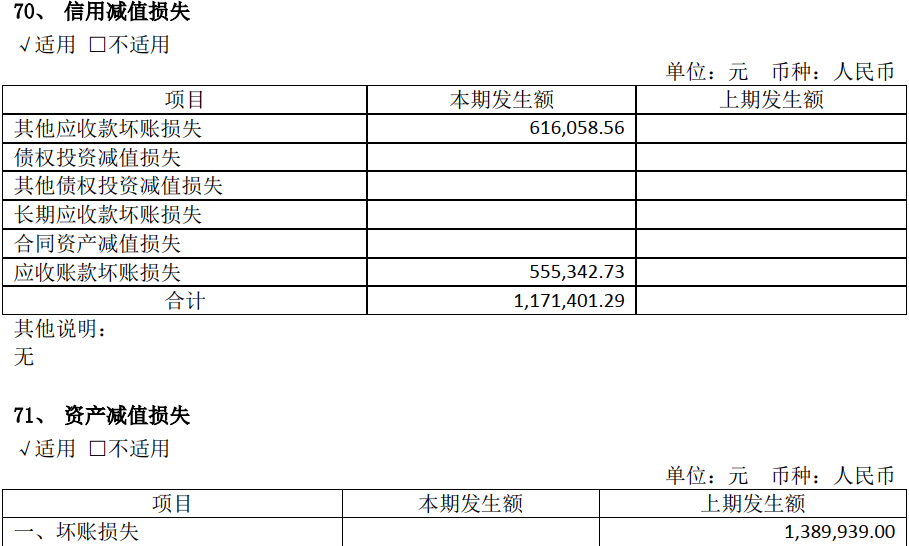 70、 信用减值损失
√适用 □不适用
单位：元 币种：人民币
项目 本期发生额 上期发生额
其他应收款坏账损失 616,058.56
债权投资减值损失
其他债权投资减值损失
长期应收款坏账损失
合同资产减值损失
应收账款坏账损失 555,342.73
合计 1,171,401.29
其他说明：
无
71、 资产减值损失
√适用 □不适用
单位：元 币种：人民币
项目 本期发生额 上期发生额
一、坏账损失 1,389,939.00